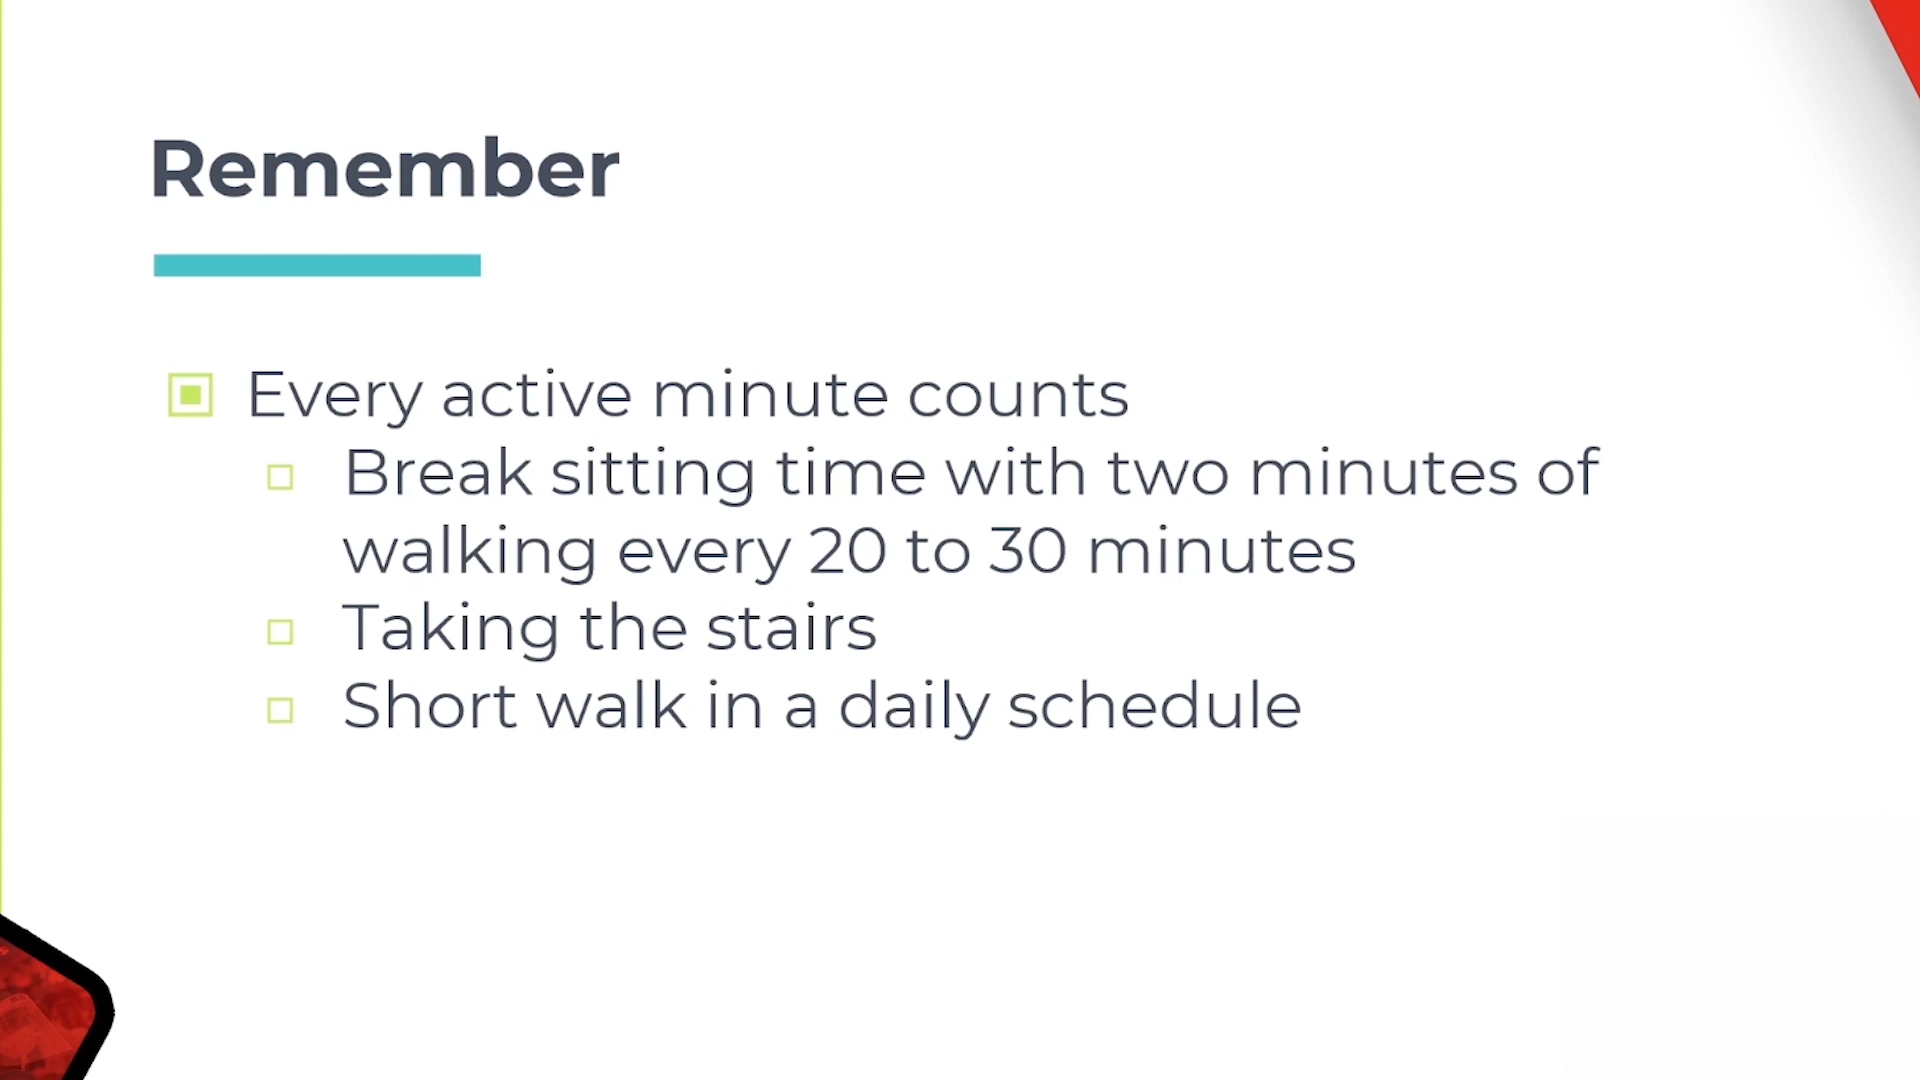 Remember
Every active minute counts
Break sitting time with two minutes of
walking every 20 to 30 minutes
Taking the stairs
Short walk in a daily schedule